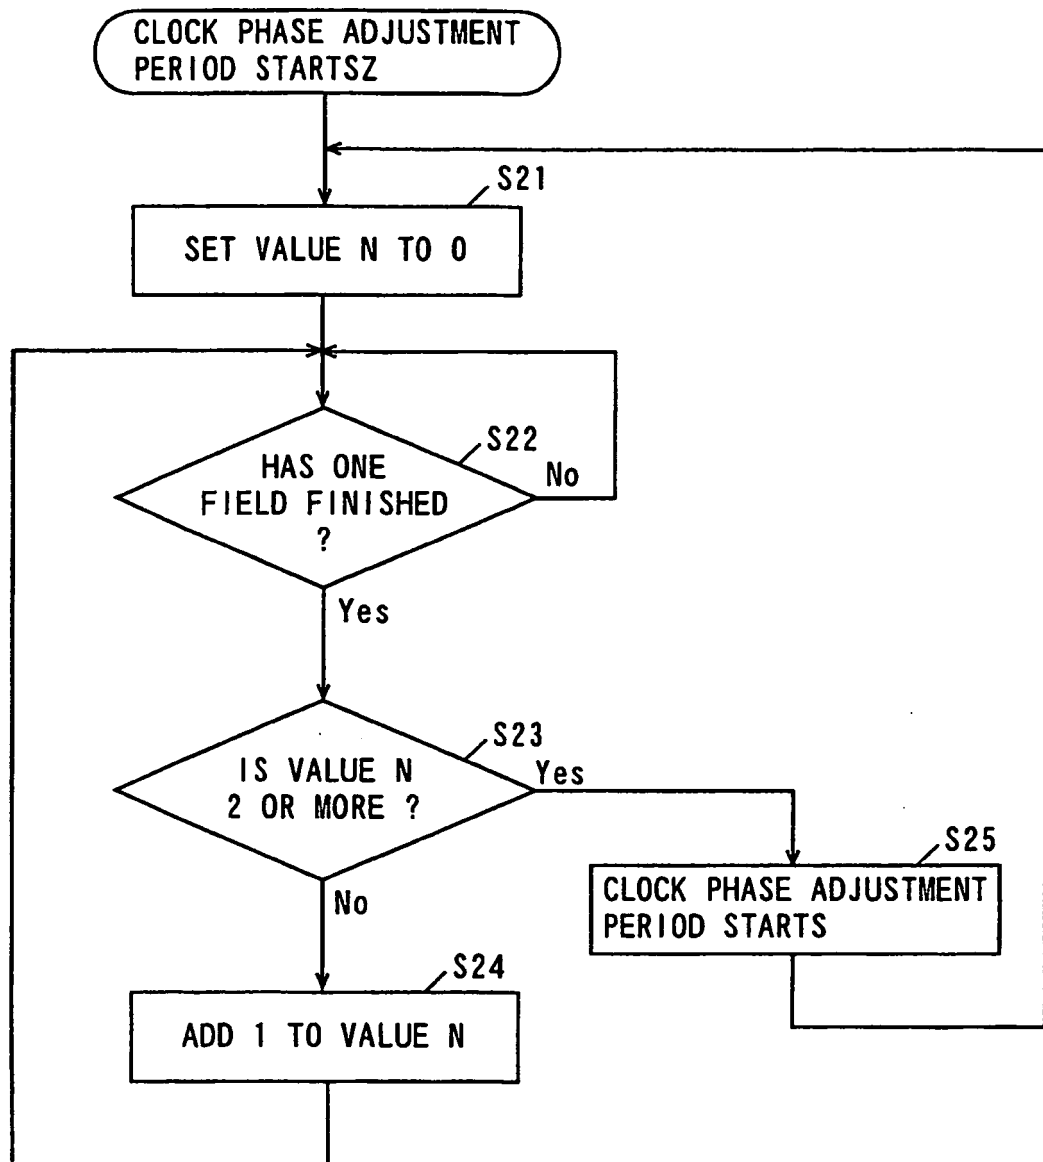 CLOCK PHASE ADJUSTMENT
PERIOD STARTSZ
S21
SET VALUE N TO 0
S22
HAS ONE
FIELD FINISHED
?
No
Yes
S23
IS VALUE N
2 OR MORE ?
Yes
No
S25
CLOCK PHASE ADJUSTMENT
PERIOD STARTS
S24
ADD 1 TO VALUE N